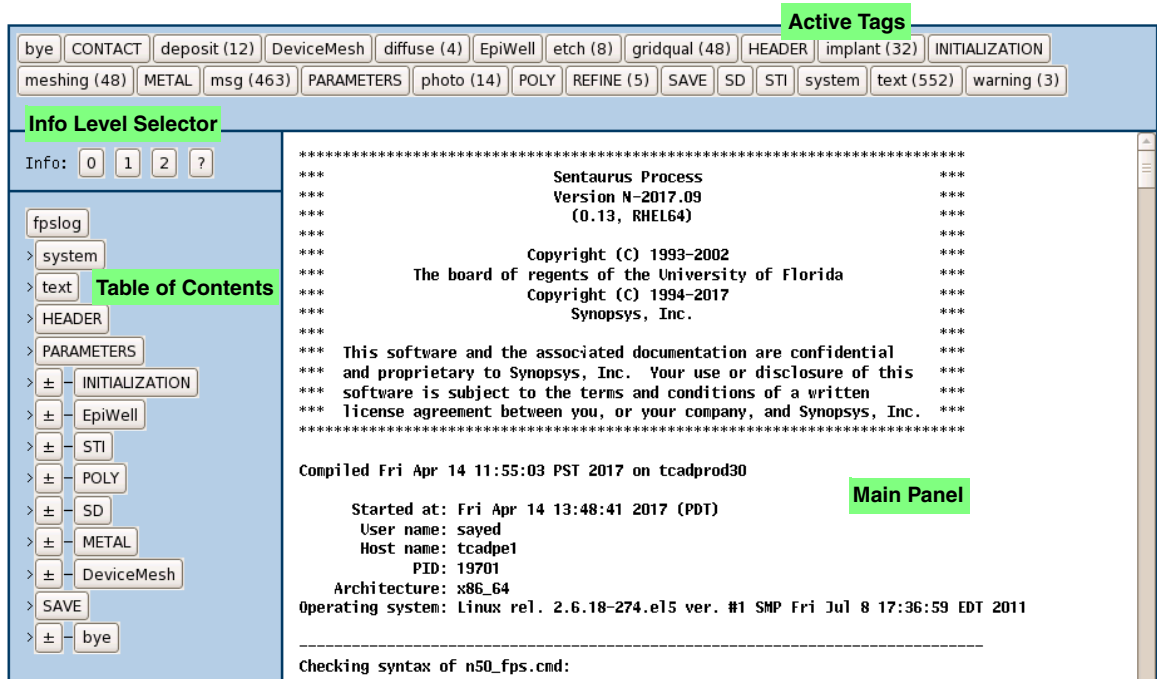 Active Tags
bye CONTACT deposit (12) DeviceMesh diffuse (4) EpiWell etch (8) gridqual (48) HEADER implant (32) INITIALIZATION
meshing (48) METAL msg (463) PARAMETERS photo (14) POLY REFINE (5) SAVE SD STI system text (552) warning (3)
Info Level Selector
Info: 0 1 2 ?
fpslog
> system
> text
Table of Contents
> HEADER
> PARAMETERS
> ± - INITIALIZATION
> ± - EpiWell
> ± - STI
> ± - POLY
> ± - SD
> ± - METAL
> ± - DeviceMesh
> SAVE
> ± - bye
****************************************************************************
*** Sentaurus Process ***
*** Version N-2017.09 ***
*** (0.13, RHEL64) ***
*** ***
*** Copyright (C) 1993-2002 ***
*** The board of regents of the University of Florida ***
*** Copyright (C) 1994-2017 ***
*** Synopsys, Inc. ***
*** ***
*** This software and the associated documentation are confidential ***
*** and proprietary to Synopsys, Inc. Your use or disclosure of this ***
*** software is subject to the terms and conditions of a written ***
*** license agreement between you, or your company, and Synopsys, Inc. ***
****************************************************************************
Compiled Fri Apr 14 11:55:03 PST 2017 on tcadprod30
Main Panel
Started at: Fri Apr 14 13:48:41 2017 (PDT)
User name: sayed
Host name: tcadpe1
PID: 19701
Architecture: x86_64
Operating system: Linux rel. 2.6.18-274.el5 ver. #1 SMP Fri Jul 8 17:36:59 EDT 2011
______________________________________________________________________________
Checking syntax of n50_fps.cmd: